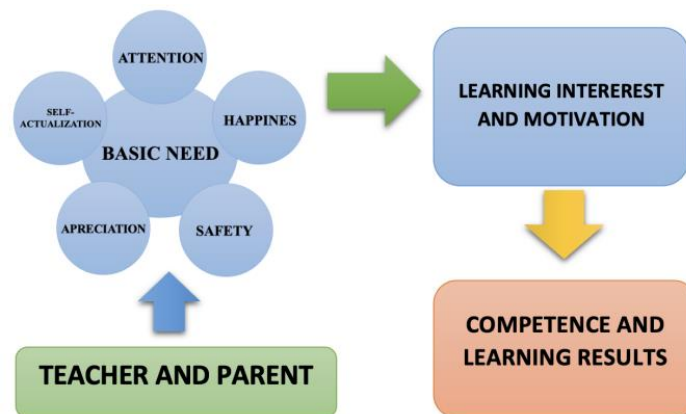 ATTENTION
SELF-
ACTUALIZATION
HAPPINES
BASIC NEED
APRECIATION
SAFETY
TEACHER AND PARENT
LEARNING INTEREREST
AND MOTIVATION
COMPETENCE AND
LEARNING RESULTS